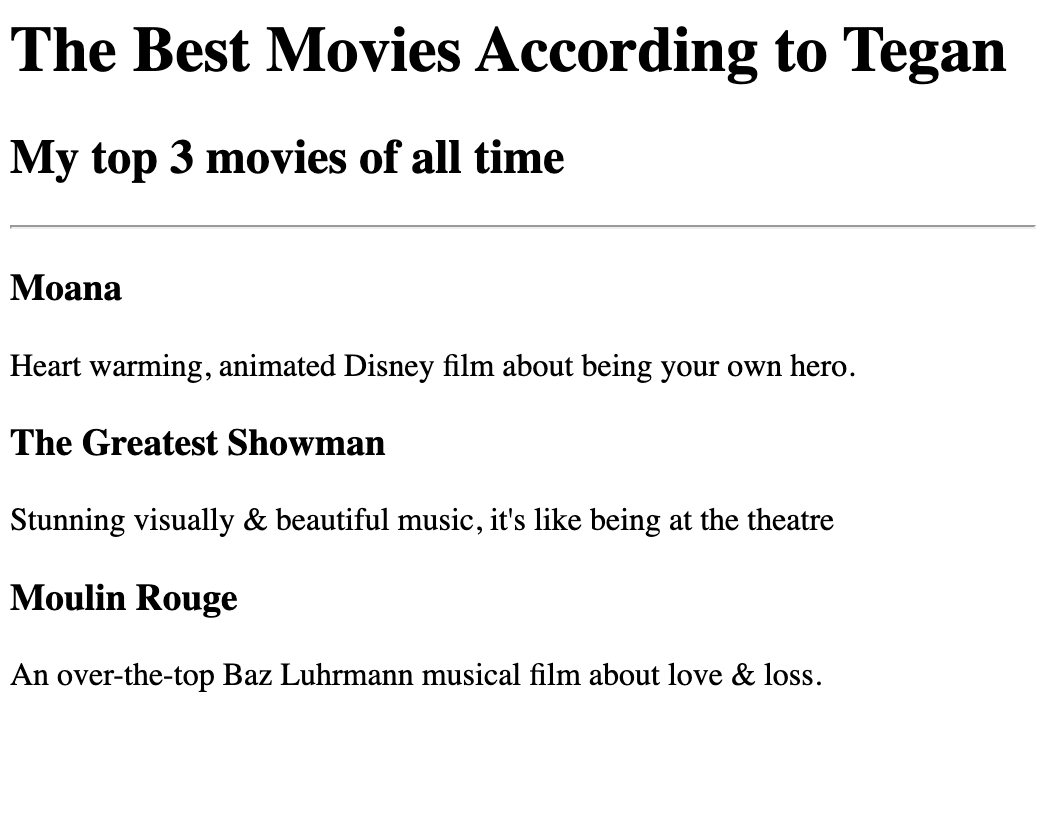 The Best Movies According to Tegan
My top 3 movies of all time
Moana
Heart warming, animated Disney film about being your own hero.
The Greatest Showman
Stunning visually & beautiful music, it's like being at the theatre
Moulin Rouge
An over-the-top Baz Luhrmann musical film about love & loss.